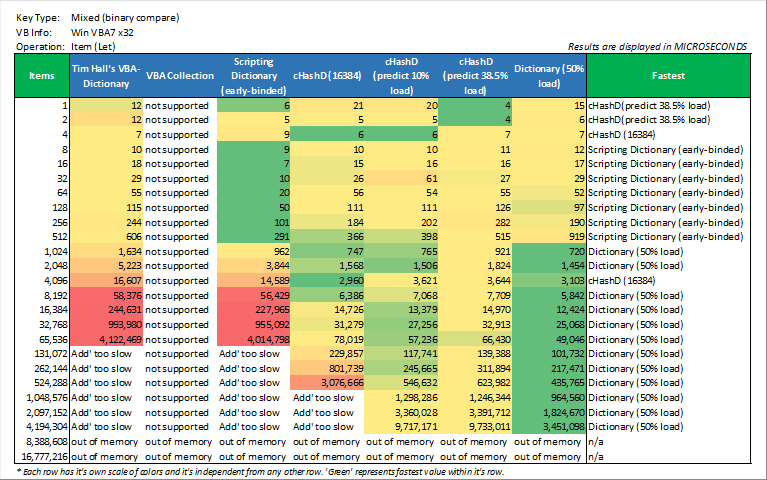 Key Type: Mixed (binary compare)
VB Info: Win VBA7 x32
Operation: Item (Let) Results are displayed in MICROSECONDS
Items Tim Hall's VBA-Dictionary VBA Collection Scripting Dictionary (early-binded) cHashD (16384) cHashD (predict 10% load) cHashD (predict 38.5% load) Dictionary (50% load) Fastest
1 12 not supported 6 21 20 4 15 cHashD(predict 38.5% load)
2 12 not supported 5 5 5 4 6 cHashD(predict 38.5% load)
4 7 not supported 9 6 6 7 7 cHashD (16384)
8 10 not supported 9 10 10 11 12 Scripting Dictionary (early-binded)
16 18 not supported 7 15 16 16 17 Scripting Dictionary (early-binded)
32 29 not supported 10 26 61 27 29 Scripting Dictionary (early-binded)
64 55 not supported 20 56 54 55 52 Scripting Dictionary (early-binded)
128 115 not supported 50 111 111 126 97 Scripting Dictionary (early-binded)
256 244 not supported 101 184 202 282 190 Scripting Dictionary (early-binded)
512 606 not supported 291 366 398 515 919 Scripting Dictionary (early-binded)
1,024 1,634 not supported 962 747 765 921 720 Dictionary (50% load)
2,048 5,223 not supported 3,844 1,568 1,506 1,824 1,454 Dictionary (50% load)
4,096 16,607 not supported 14,589 2,960 3,621 3,644 3,103 cHashD (16384)
8,192 58,376 not supported 56,429 6,386 7,068 7,709 5,842 Dictionary (50% load)
16,384 244,631 not supported 227,965 14,726 13,379 14,970 12,424 Dictionary (50% load)
32,768 993,980 not supported 955,092 31,279 27,256 32,913 25,068 Dictionary (50% load)
65,536 4,122,469 not supported 4,014,798 78,019 57,236 66,430 49,046 Dictionary (50% load)
131,072 Add' too slow not supported Add' too slow 229,857 117,741 139,388 101,732 Dictionary (50% load)
262,144 Add' too slow not supported Add' too slow 801,739 245,665 311,894 217,471 Dictionary (50% load)
524,288 Add' too slow not supported Add' too slow 3,076,666 546,632 623,982 435,765 Dictionary (50% load)
1,048,576 Add' too slow not supported Add' too slow Add' too slow 1,298,286 1,246,344 964,560 Dictionary (50% load)
2,097,152 Add' too slow not supported Add' too slow Add' too slow 3,360,028 3,391,712 1,824,670 Dictionary (50% load)
4,194,304 Add' too slow not supported Add' too slow Add' too slow 9,717,171 9,733,011 3,451,098 Dictionary (50% load)
8,388,608 out of memory out of memory out of memory out of memory out of memory out of memory out of memory n/a
16,777,216 out of memory out of memory out of memory out of memory out of memory out of memory out of memory n/a
* Each row has it's own scale of colors and it's independent from any other row. 'Green' represents fastest value within it's row.